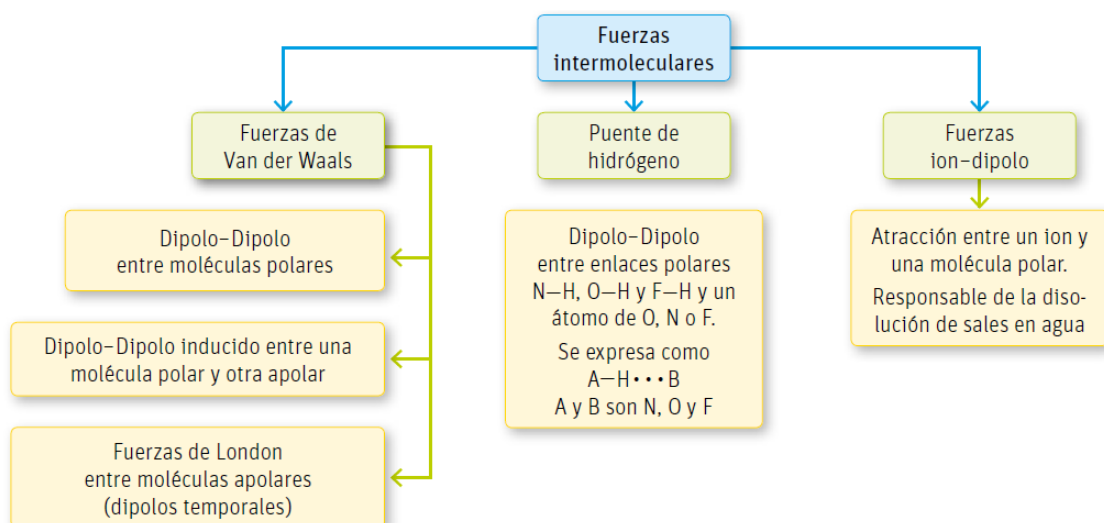 Fuerzas
intermoleculares
Fuerzas de
Van der Waals
Dipolo–Dipolo
entre moléculas polares
Dipolo–Dipolo inducido entre una
molécula polar y otra apolar
Fuerzas de London
entre moléculas apolares
(dipolos temporales)
Puente de
hidrógeno
Dipolo–Dipolo
entre enlaces polares
N—H, O—H y F—H y un
átomo de O, N o F.
Se expresa como
A—H···B
A y B son N, O y F
Fuerzas
ion–dipolo
Atracción entre un ion y
una molécula polar.
Responsable de la diso-
lución de sales en agua